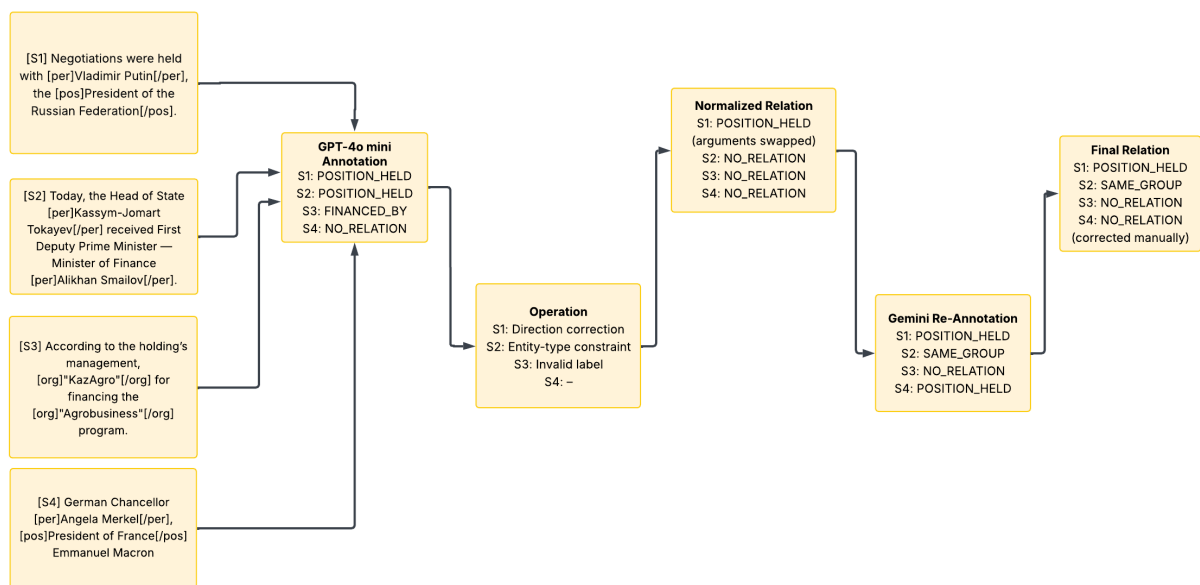 [S1] Negotiations were held
with [per]Vladimir Putin[/per],
the [pos]President of the
Russian Federation[/pos].
[S2] Today, the Head of State
[per]Kassym-Jomart
Tokayev[/per] received First
Deputy Prime Minister —
Minister of Finance
[per]Alikhan Smailov[/per].
[S3] According to the holding’s
management,
[org]"KazAgro"[/org] for
financing the
[org]"Agrobusiness"[/org]
program.
[S4] German Chancellor
[per]Angela Merkel[/per],
[pos]President of France[/pos]
Emmanuel Macron
GPT-4o mini
Annotation
S1: POSITION_HELD
S2: POSITION_HELD
S3: FINANCED_BY
S4: NO_RELATION
Operation
S1: Direction correction
S2: Entity-type constraint
S3: Invalid label
S4: –
Normalized Relation
S1: POSITION_HELD
(arguments swapped)
S2: NO_RELATION
S3: NO_RELATION
S4: NO_RELATION
Gemini Re-Annotation
S1: POSITION_HELD
S2: SAME_GROUP
S3: NO_RELATION
S4: POSITION_HELD
Final Relation
S1: POSITION_HELD
S2: SAME_GROUP
S3: NO_RELATION
S4: NO_RELATION
(corrected manually)